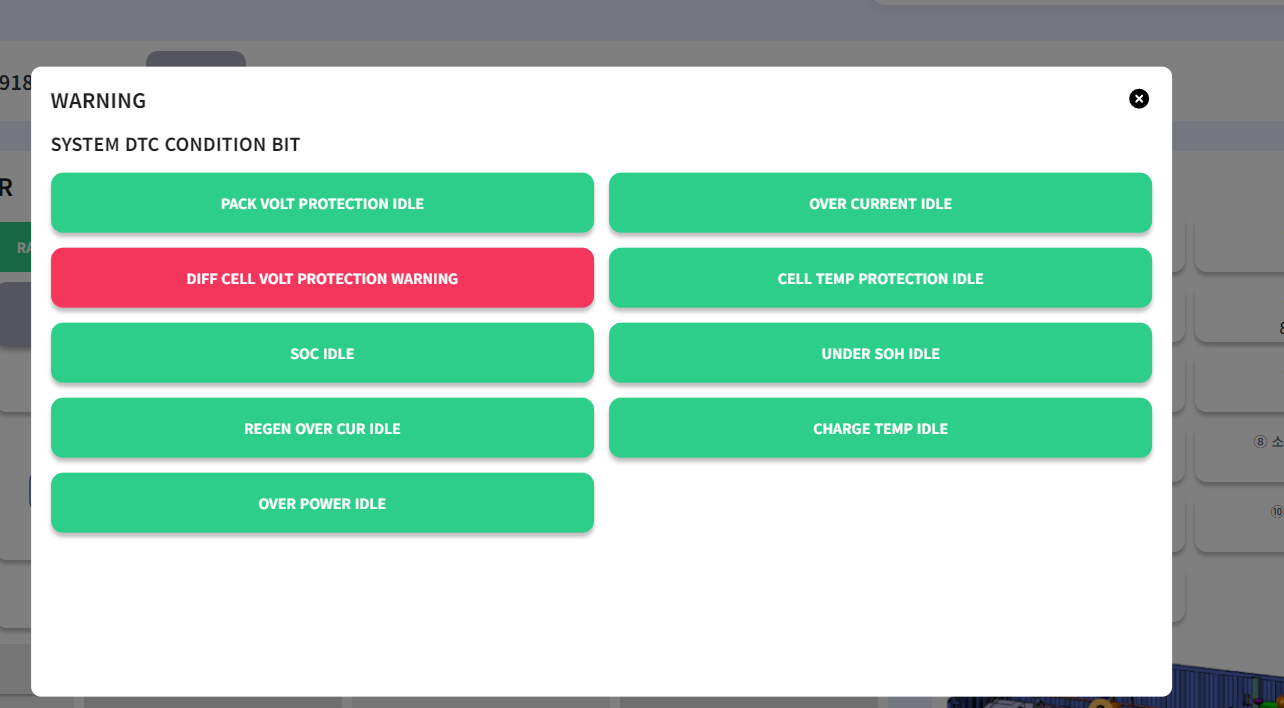 WARNING
918
SYSTEM DTC CONDITION BIT
R
PACK VOLT PROTECTION IDLE
OVER CURRENT IDLE
RA
DIFF CELL VOLT PROTECTION WARNING
CELL TEMP PROTECTION IDLE
SOC IDLE
UNDER SOH IDLE
REGEN OVER CUR IDLE
CHARGE TEMP IDLE
⑧ 소
OVER POWER IDLE
⑩